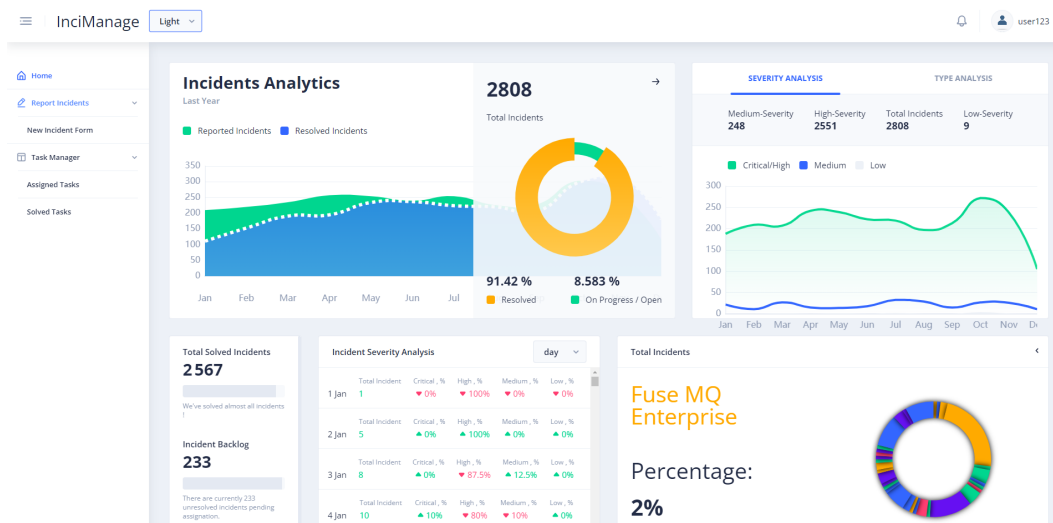 InciManage
Light
user123
Home
Report Incidents
New Incident Form
Task Manager
Assigned Tasks
Solved Tasks
Incidents Analytics
Last Year
Reported Incidents Resolved Incidents
350
300
250
200
150
100
50
0
Jan Feb Mar Apr May Jun Jul
2808
Total Incidents
91.42 % 8.583 %
Resolved On Progress / Open
SEVERITY ANALYSIS TYPE ANALYSIS
Medium-Severity High-Severity Total Incidents Low-Severity
248 2551 2808 9
Critical/High Medium Low
300
250
200
150
100
50
0
Jan Feb Mar Apr May Jun Jul Aug Sep Oct Nov
Total Solved Incidents
2 567
We've solved almost all incidents
!
Incident Backlog
233
There are currently 233
unresolved incidents pending
assignation.
Incident Severity Analysis day
Total Incident Critical , % High , % Medium , % Low , %
1 Jan 1 0% 100% 0% 0%
Total Incident Critical , % High , % Medium , % Low , %
2 Jan 5 0% 100% 0% 0%
Total Incident Critical , % High , % Medium , % Low , %
3 Jan 8 0% 87.5% 12.5% 0%
Total Incident Critical , % High , % Medium , % Low , %
4 Jan 10 10% 80% 10% 0%
Total Incidents
Fuse MQ
Enterprise
Percentage:
2%